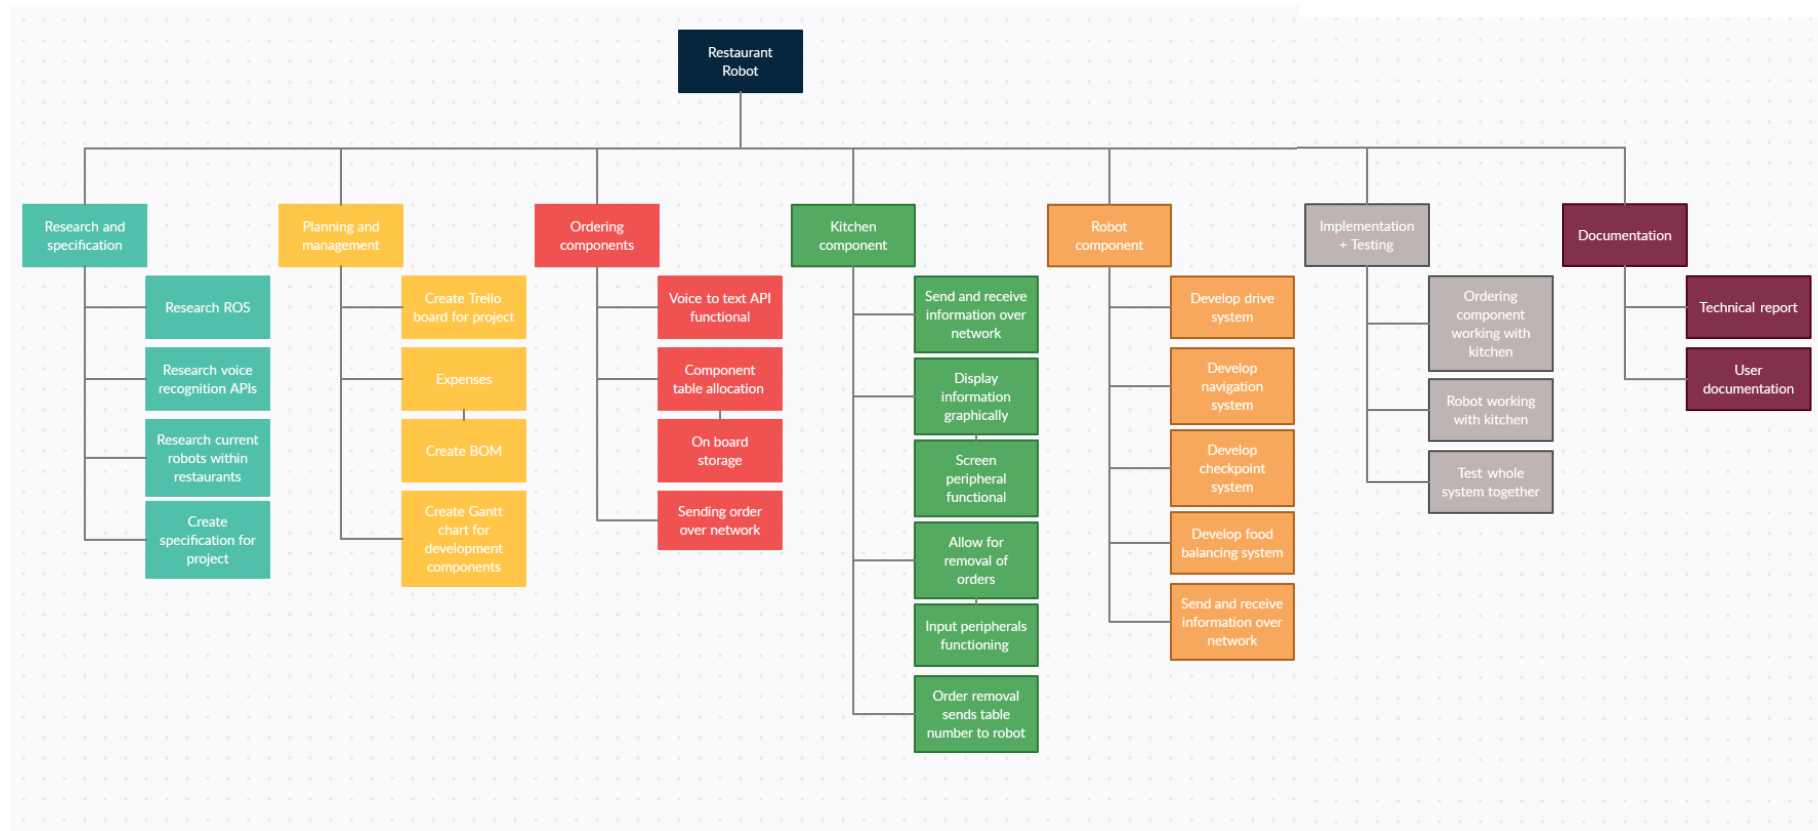 Restaurant
Robot
Research and
specification
Planning and
management
Ordering
components
Kitchen
component
Robot
component
Implementation
+ Testing
Documentation
Research ROS
Research voice
recognition APIs
Research current
robots within
restaurants
Create
specification for
project
Create Trello
board for project
Expenses
Create BOM
Create Gantt
chart for
development
components
Voice to text API
functional
Component
table allocation
On board
storage
Sending order
over network
Send and receive
information over
network
Display
information
graphically
Screen
peripheral
functional
Allow for
removal of
orders
Input peripherals
functioning
Order removal
sends table
number to robot
Develop drive
system
Develop
navigation
system
Develop
checkpoint
system
Develop food
balancing system
Send and receive
information over
network
Ordering
component
working with
kitchen
Robot working
with kitchen
Test whole
system together
Technical report
User
documentation